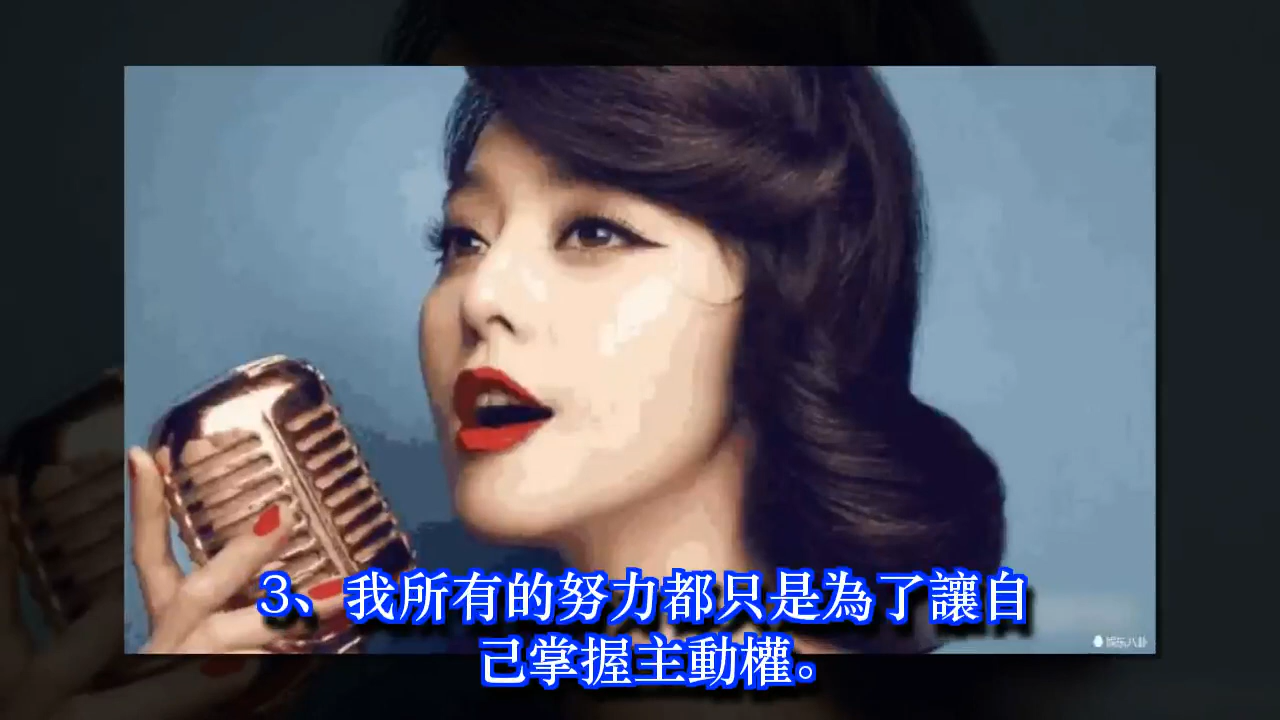 3、我所有的努力都只是為了讓自
己掌握主動權。
娛乐八卦